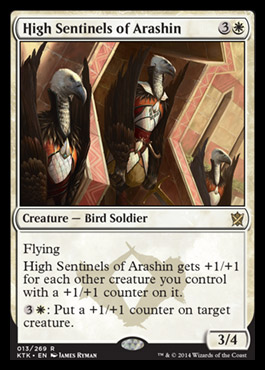 High Sentinels of Arashin 3
Creature — Bird Soldier
Flying
High Sentinels of Arashin gets +1/+1
for each other creature you control
with a +1/+1 counter on it.
3: Put a +1/+1 counter on target
creature.
3/4
013/269 R
KTK • EN JAMES RYMAN
™ & © 2014 Wizards of the Coast